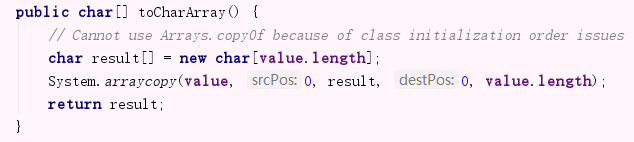 public char[] toCharArray() {
// Cannot use Arrays.copyOf because of class initialization order issues
char result[] = new char[value.length];
System.arraycopy(value, srcPos: 0, result, destPos: 0, value.length);
return result;
}